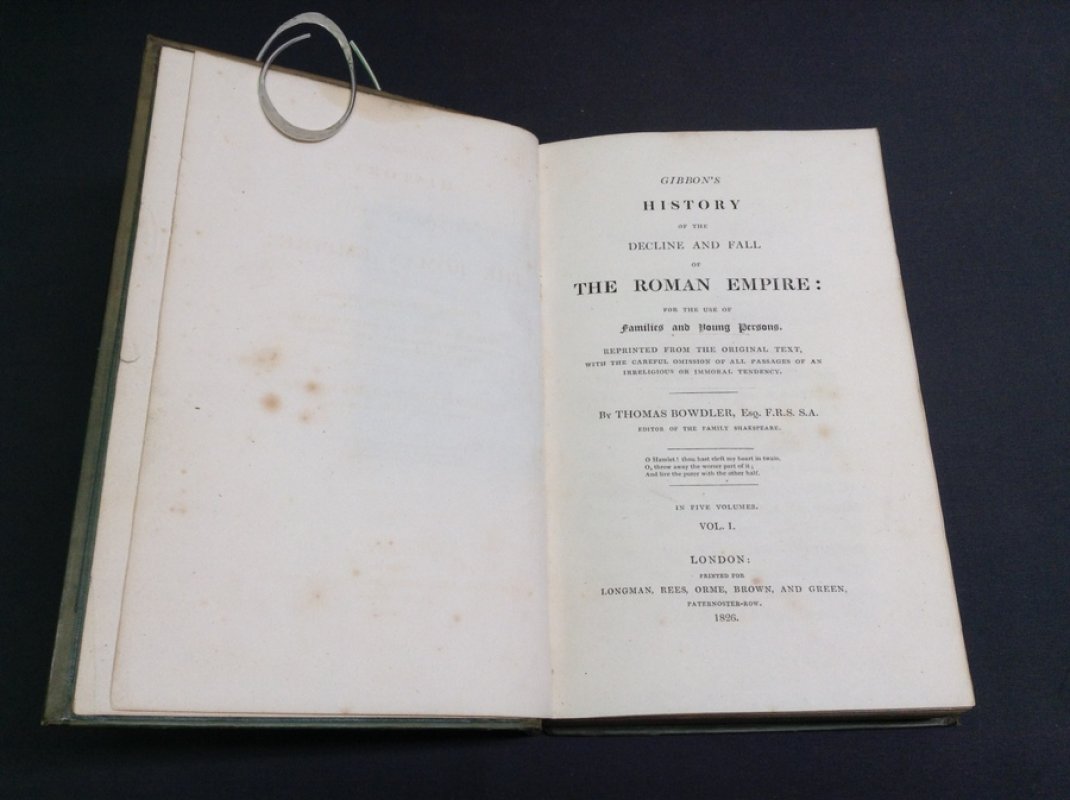 GIBBON'S
HISTORY
OF THE
DECLINE AND FALL
OF
THE ROMAN EMPIRE:
FOR THE USE OF
Families and Young Persons.
REPRINTED FROM THE ORIGINAL TEXT,
WITH THE CAREFUL OMISSION OF ALL PASSAGES OF AN
IRRELIGIOUS OR IMMORAL TENDENCY.
By THOMAS BOWDLER, Esq. F.R.S. S.A.
EDITOR OF THE FAMILY SHAKSPEARE.
O Hamlet! thou hast cleft my heart in twain,
O, throw away the worser part of it;
And live the purer with the other half.
IN FIVE VOLUMES.
VOL. I.
LONDON:
PRINTED FOR
LONGMAN, REES, ORME, BROWN, AND GREEN,
PATERNOSTER-ROW.
1826.